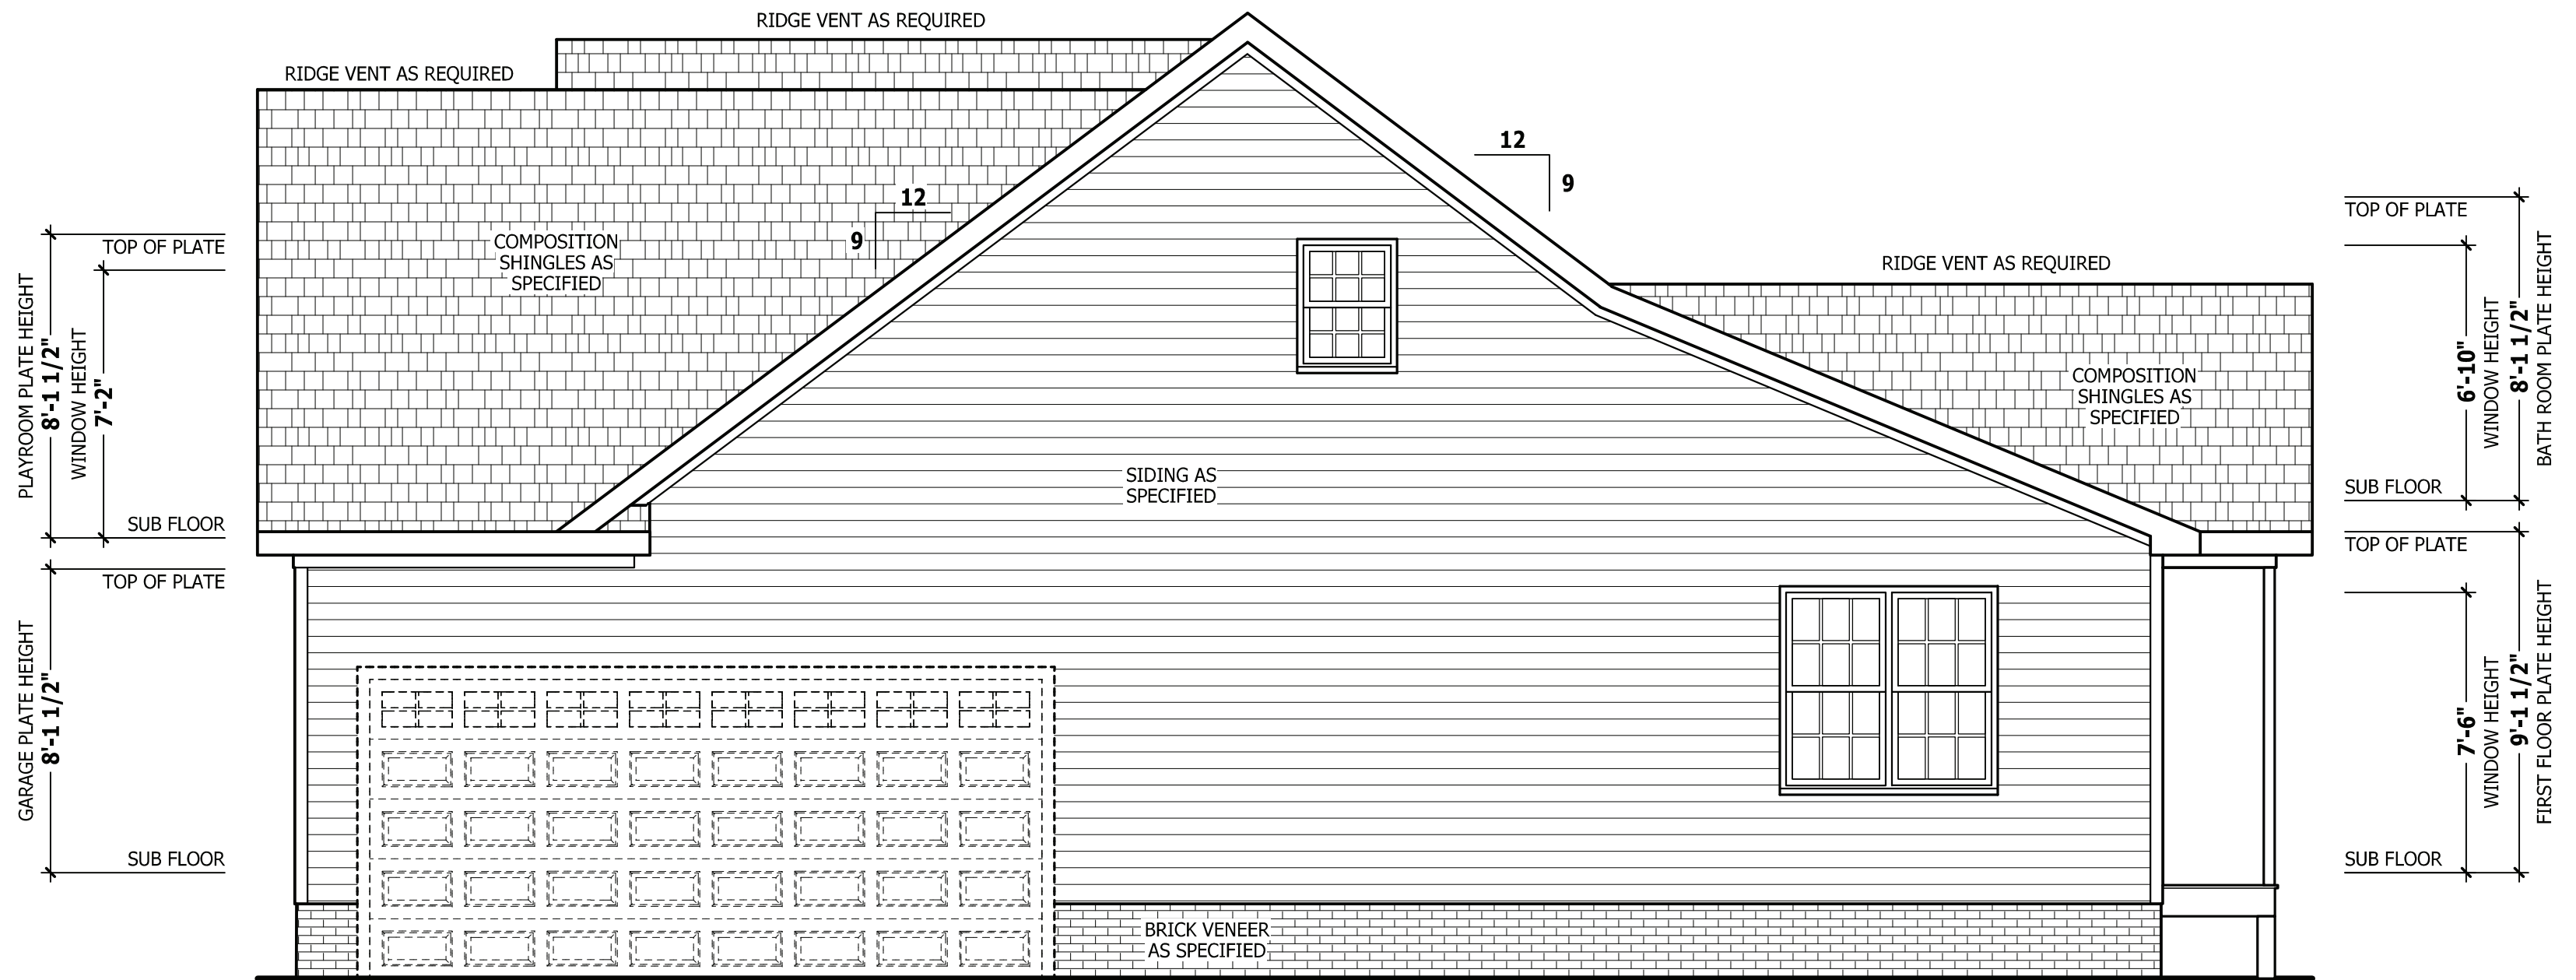 RIDGE VENT AS REQUIRED
RIDGE VENT AS REQUIRED
12
9
12
9
COMPOSITION
SHINGLES AS
SPECIFIED
RIDGE VENT AS REQUIRED
COMPOSITION
SHINGLES AS
SPECIFIED
SIDING AS
SPECIFIED
BRICK VENEER
AS SPECIFIED
TOP OF PLATE
SUB FLOOR
TOP OF PLATE
SUB FLOOR
PLAYROOM PLATE HEIGHT
8'-1 1/2"
WINDOW HEIGHT
7'-2"
GARAGE PLATE HEIGHT
8'-1 1/2"
TOP OF PLATE
SUB FLOOR
TOP OF PLATE
SUB FLOOR
6'-10"
WINDOW HEIGHT
8'-1 1/2"
BATH ROOM PLATE HEIGHT
7'-6"
WINDOW HEIGHT
9'-1 1/2"
FIRST FLOOR PLATE HEIGHT